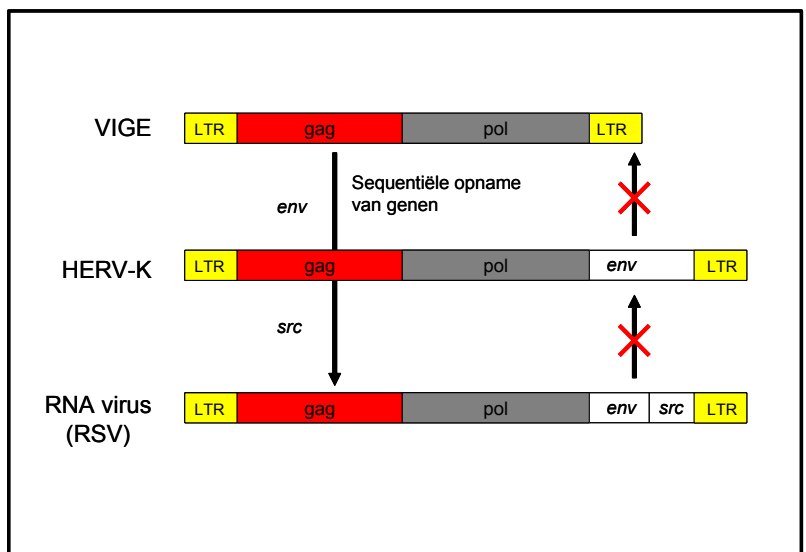 VIGE LTR gag pol LTR
env
Sequentiële opname
van genen
HERV-K LTR gag pol env LTR
src
RNA virus
(RSV)
LTR gag pol env src LTR